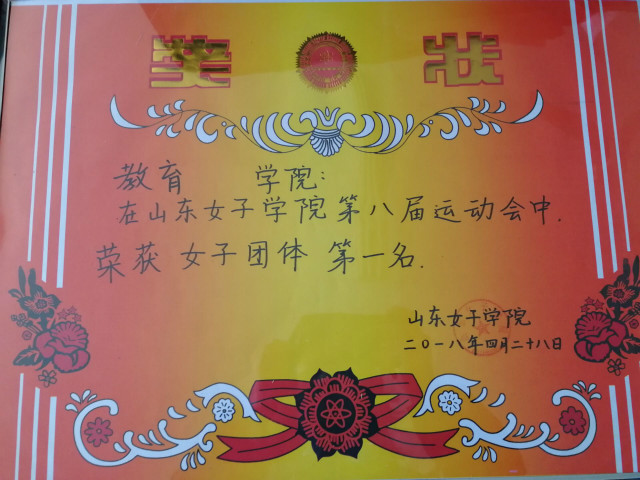 奖 状
教育 学院:
在山东女子学院第八届运动会中.
荣获 女子团体 第一名.
山东女子学院
二〇一八年四月二十八日